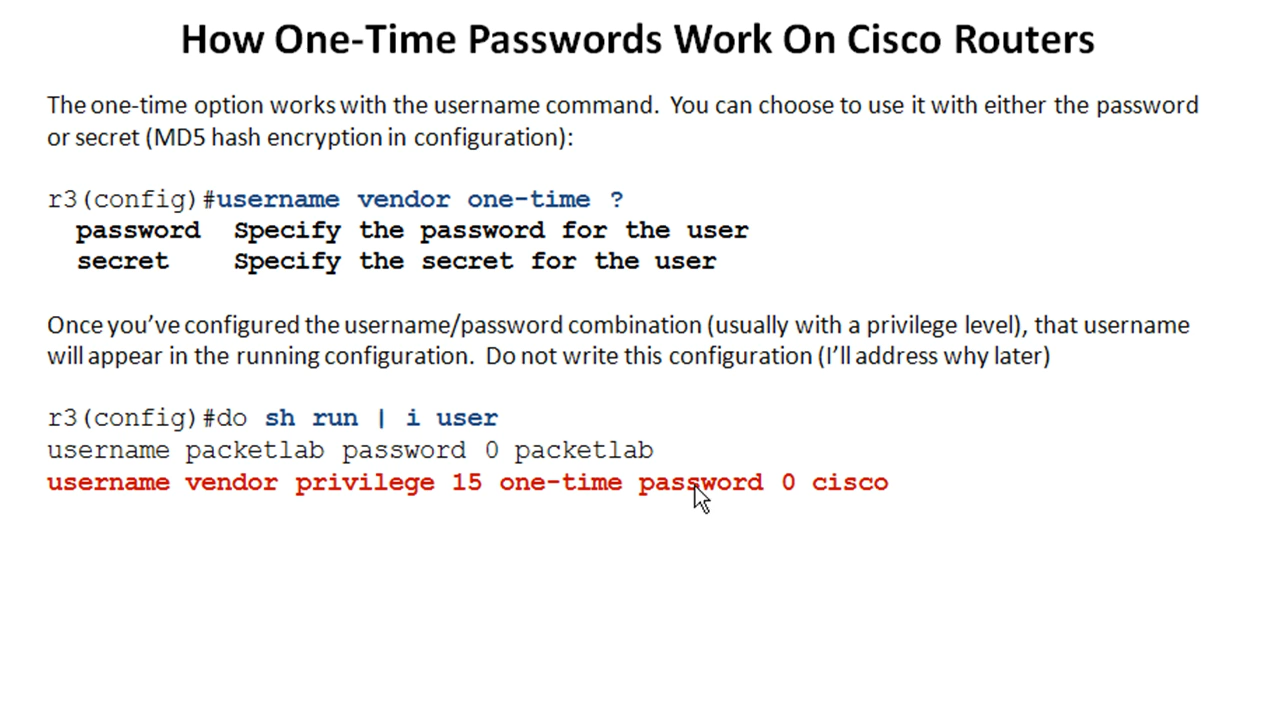 How One-Time Passwords Work On Cisco Routers
The one-time option works with the username command.  You can choose to use it with either the password
or secret (MD5 hash encryption in configuration):
r3(config)#username vendor one-time ?
password  Specify the password for the user
secret    Specify the secret for the user
Once you’ve configured the username/password combination (usually with a privilege level), that username
will appear in the running configuration.  Do not write this configuration (I’ll address why later)
r3(config)#do sh run | i user
username packetlab password 0 packetlab
username vendor privilege 15 one-time password 0 cisco